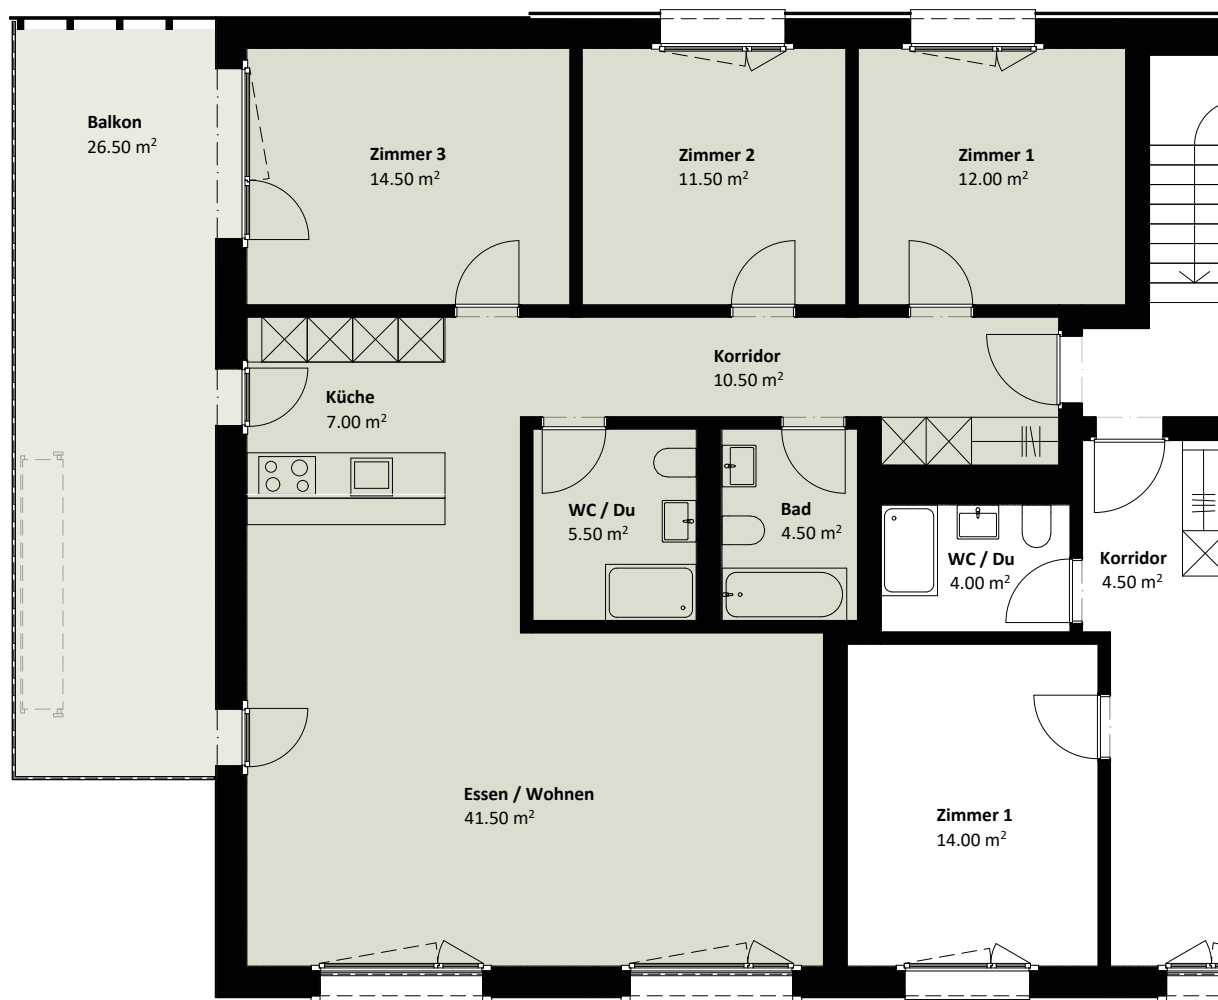 Balkon
26.50 m²
Zimmer 3
14.50 m²
Zimmer 2
11.50 m²
Zimmer 1
12.00 m²
Korridor
10.50 m²
Küche
7.00 m²
WC / Du
5.50 m²
Bad
4.50 m²
WC / Du
4.00 m²
Korridor
4.50 m²
Essen / Wohnen
41.50 m²
Zimmer 1
14.00 m²